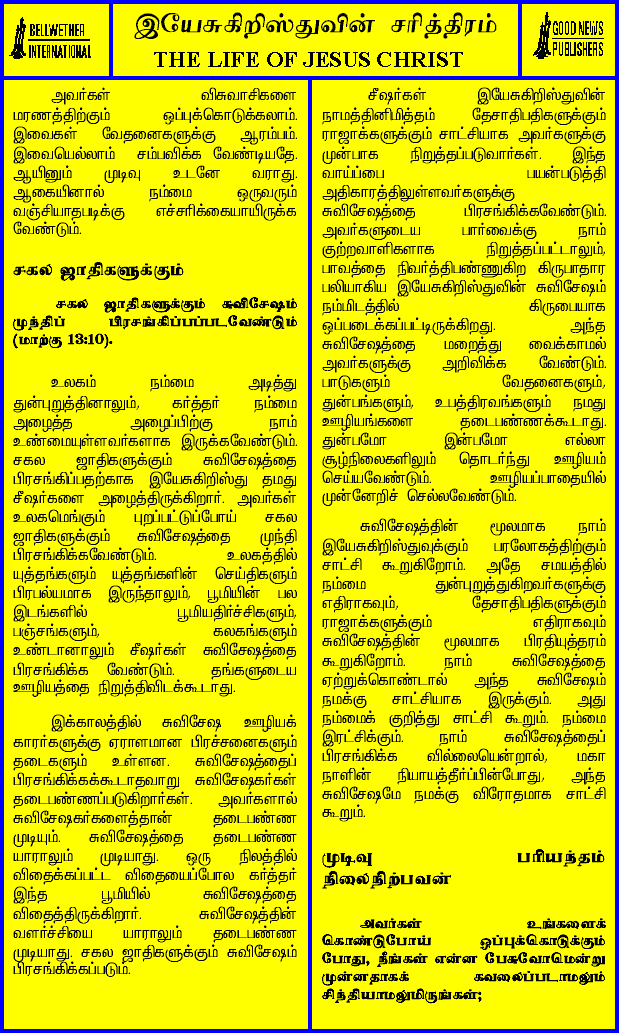 BELLWETHER
INTERNATIONAL
இயேசுகிறிஸ்துவின் சரித்திரம்
THE LIFE OF JESUS CHRIST
GOOD NEWS
PUBLISHERS
அவர்கள் விசுவாசிகளை
மரணத்திற்கும் ஒப்புக்கொடுக்கலாம்.
இவைகள் வேதனைகளுக்கு ஆரம்பம்.
இவையெல்லாம் சம்பவிக்க வேண்டியதே.
ஆயினும் முடிவு உடனே வராது.
ஆகையினால் நம்மை ஒருவரும்
வஞ்சியாதபடிக்கு எச்சரிக்கையாயிருக்க
வேண்டும்.
சகல ஜாதிகளுக்கும்
சகல ஜாதிகளுக்கும் சுவிசேஷம்
முந்திப் பிரசங்கிப்பப்படவேண்டும்
(மாற்கு 13:10).
உலகம் நம்மை அடித்து
துன்புறுத்தினாலும், கர்த்தர் நம்மை
அழைத்த அழைப்பிற்கு நாம்
உண்மையுள்ளவர்களாக இருக்கவேண்டும்.
சகல ஜாதிகளுக்கும் சுவிசேஷத்தை
பிரசங்கிப்பதற்காக இயேசுகிறிஸ்து தமது
சீஷர்களை அழைத்திருக்கிறார். அவர்கள்
உலகமெங்கும் புறப்பட்டுப்போய் சகல
ஜாதிகளுக்கும் சுவிசேஷத்தை முந்தி
பிரசங்கிக்கவேண்டும். உலகத்தில்
யுத்தங்களும் யுத்தங்களின் செய்திகளும்
பிரபல்யமாக இருந்தாலும், பூமியின் பல
இடங்களில் பூமியதிர்ச்சிகளும்,
பஞ்சங்களும், கலகங்களும்
உண்டானாலும் சீஷர்கள் சுவிசேஷத்தை
பிரசங்கிக்க வேண்டும். தங்களுடைய
ஊழியத்தை நிறுத்திவிடக்கூடாது.
இக்காலத்தில் சுவிசேஷ ஊழியக்
காரர்களுக்கு ஏராளமான பிரச்சனைகளும்
தடைகளும் உள்ளன. சுவிசேஷத்தைப்
பிரசங்கிக்கக்கூடாதவாறு சுவிசேஷகர்கள்
தடைபண்ணப்படுகிறார்கள். அவர்களால்
சுவிசேஷகர்களைத்தான் தடைபண்ண
முடியும். சுவிசேஷத்தை தடைபண்ண
யாராலும் முடியாது. ஒரு நிலத்தில்
விதைக்கப்பட்ட விதையைப்போல கர்த்தர்
இந்த பூமியில் சுவிசேஷத்தை
விதைத்திருக்கிறார். சுவிசேஷத்தின்
வளர்ச்சியை யாராலும் தடைபண்ண
முடியாது. சகல ஜாதிகளுக்கும் சுவிசேஷம்
பிரசங்கிக்கப்படும்.
சீஷர்கள் இயேசுகிறிஸ்துவின்
நாமத்தினிமித்தம் தேசாதிபதிகளுக்கும்
ராஜாக்களுக்கும் சாட்சியாக அவர்களுக்கு
முன்பாக நிறுத்தப்படுவார்கள். இந்த
வாய்ப்பை பயன்படுத்தி
அதிகாரத்திலுள்ளவர்களுக்கு
சுவிசேஷத்தை பிரசங்கிக்கவேண்டும்.
அவர்களுடைய பார்வைக்கு நாம்
குற்றவாளிகளாக நிறுத்தப்பட்டாலும்,
பாவத்தை நிவர்த்திபண்ணுகிற கிருபாதார
பலியாகிய இயேசுகிறிஸ்துவின் சுவிசேஷம்
நம்மிடத்தில் கிருபையாக
ஒப்படைக்கப்பட்டிருக்கிறது. அந்த
சுவிசேஷத்தை மறைத்து வைக்காமல்
அவர்களுக்கு அறிவிக்க வேண்டும்.
பாடுகளும் வேதனைகளும்,
துன்பங்களும், உபத்திரவங்களும் நமது
ஊழியங்களை தடைபண்ணக்கூடாது.
துன்பமோ இன்பமோ எல்லா
சூழ்நிலைகளிலும் தொடர்ந்து ஊழியம்
செய்யவேண்டும். ஊழியப்பாதையில்
முன்னேறிச் செல்லவேண்டும்.
சுவிசேஷத்தின் மூலமாக நாம்
இயேசுகிறிஸ்துவுக்கும் பரலோகத்திற்கும்
சாட்சி கூறுகிறோம். அதே சமயத்தில்
நம்மை துன்புறுத்துகிறவர்களுக்கு
எதிராகவும், தேசாதிபதிகளுக்கும்
ராஜாக்களுக்கும் எதிராகவும்
சுவிசேஷத்தின் மூலமாக பிரதியுத்தரம்
கூறுகிறோம். நாம் சுவிசேஷத்தை
ஏற்றுக்கொண்டால் அந்த சுவிசேஷம்
நமக்கு சாட்சியாக இருக்கும். அது
நம்மைக் குறித்து சாட்சி கூறும். நம்மை
இரட்சிக்கும். நாம் சுவிசேஷத்தைப்
பிரசங்கிக்க வில்லையென்றால், மகா
நாளின் நியாயத்தீர்ப்பின்போது, அந்த
சுவிசேஷமே நமக்கு விரோதமாக சாட்சி
கூறும்.
முடிவு பரியந்தம்
நிலைநிற்பவன்
அவர்கள் உங்களைக்
கொண்டுபோய் ஒப்புக்கொடுக்கும்
போது, நீங்கள் என்ன பேசுவோமென்று
முன்னதாகக் கவலைப்படாமலும்
சிந்தியாமலுமிருங்கள்;